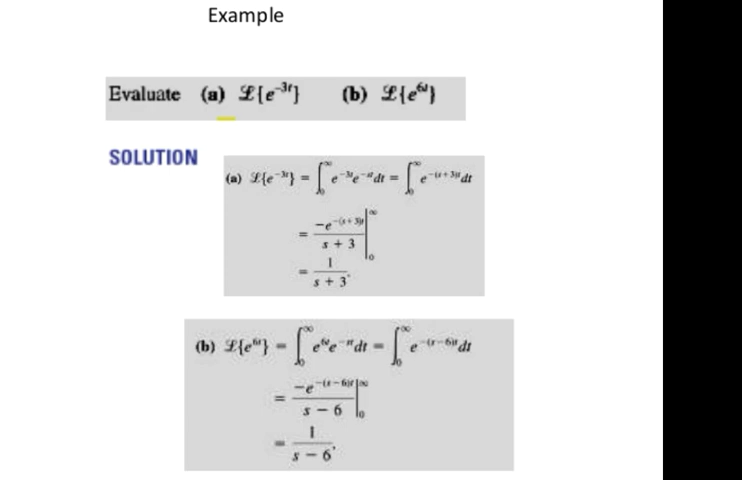 Example
Evaluate (a) ℒ{e^{-3t}} (b) ℒ{e^{6t}}
SOLUTION
(a) ℒ{e^{-3t}} = ∫_0^∞ e^{-3t}e^{-st}dt = ∫_0^∞ e^{-(s+3)t}dt
= -e^{-(s+3)t}/(s + 3) |_0^∞
= 1/(s + 3).
(b) ℒ{e^{6t}} = ∫_0^∞ e^{6t}e^{-st}dt = ∫_0^∞ e^{-(s-6)t}dt
= -e^{-(s-6)t}/(s - 6) |_0^∞
= 1/(s - 6).